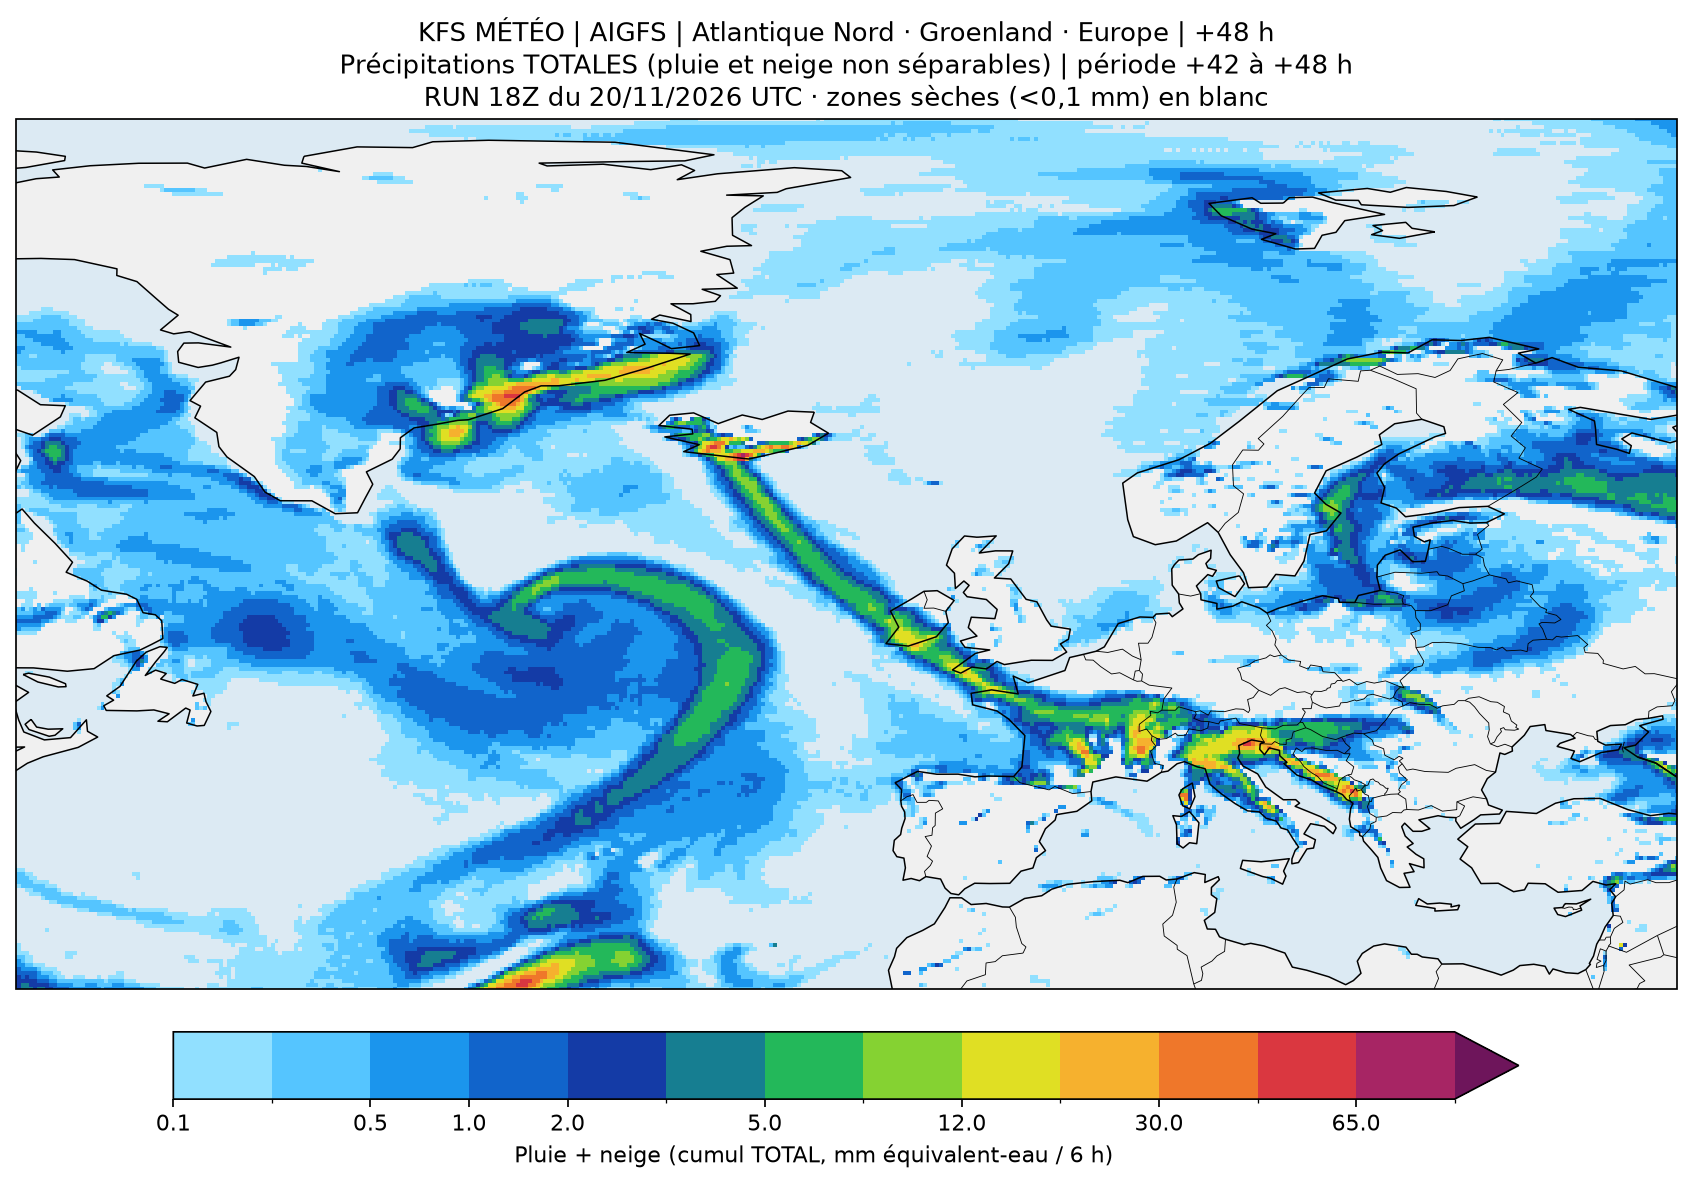 KFS MÉTÉO | AIGFS | Atlantique Nord · Groenland · Europe | +48 h
Précipitations TOTALES (pluie et neige non séparables) | période +42 à +48 h
RUN 18Z du 20/11/2026 UTC · zones sèches (<0,1 mm) en blanc
0.1 0.5 1.0 2.0 5.0 12.0 30.0 65.0
Pluie + neige (cumul TOTAL, mm équivalent-eau / 6 h)